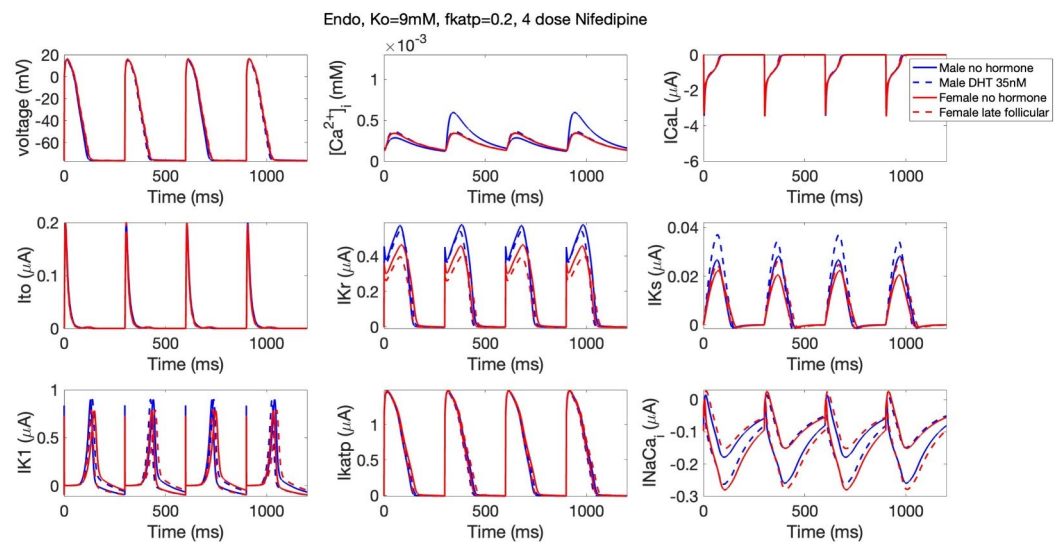 Endo, Ko=9mM, fkatp=0.2, 4 dose Nifedipine
voltage (mV)
20
0
-20
-40
-60
0
500
1000
Time (ms)
×10⁻³
[Ca²⁺]ᵢ (mM)
1
0.5
0
0
500
1000
Time (ms)
ICaL (μA)
0
-2
-4
-6
0
500
1000
Time (ms)
Male no hormone
Male DHT 35nM
Female no hormone
Female late follicular
Ito (μA)
0.2
0.1
0
0
500
1000
Time (ms)
IKr (μA)
0.4
0.2
0
0
500
1000
Time (ms)
IKs (μA)
0.04
0.02
0
0
500
1000
Time (ms)
IK1 (μA)
1
0.5
0
0
500
1000
Time (ms)
Ikatp (μA)
1
0.5
0
0
500
1000
Time (ms)
INaCaᵢ (μA)
0
-0.1
-0.2
-0.3
0
500
1000
Time (ms)